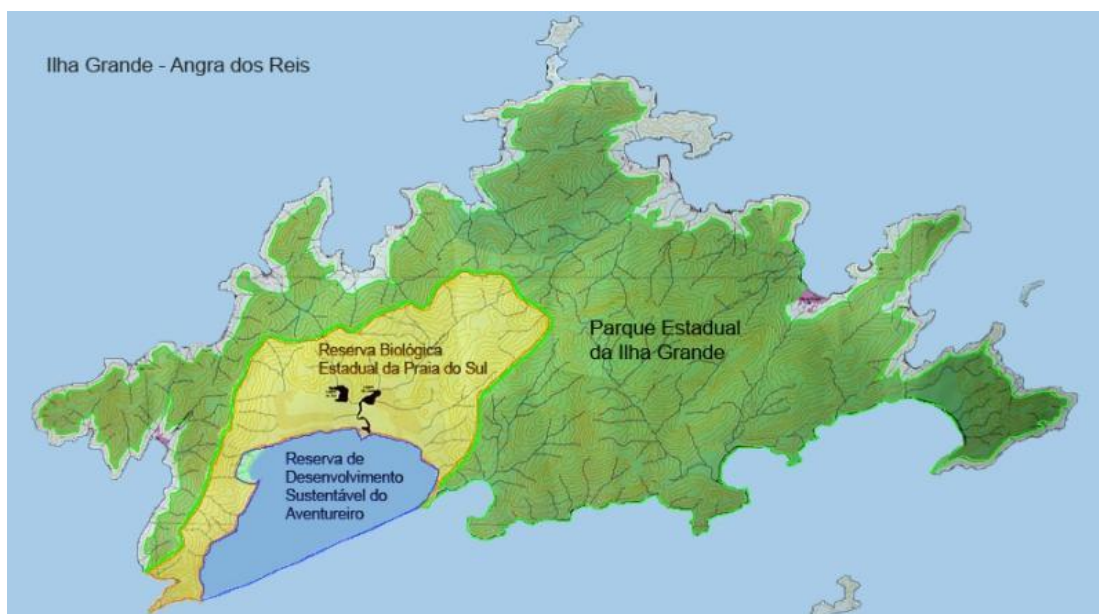 Ilha Grande - Angra dos Reis
Parque Estadual
da Ilha Grande
Reserva Biológica
Estadual da Praia do Sul
Reserva de
Desenvolvimento
Sustentável do
Aventureiro